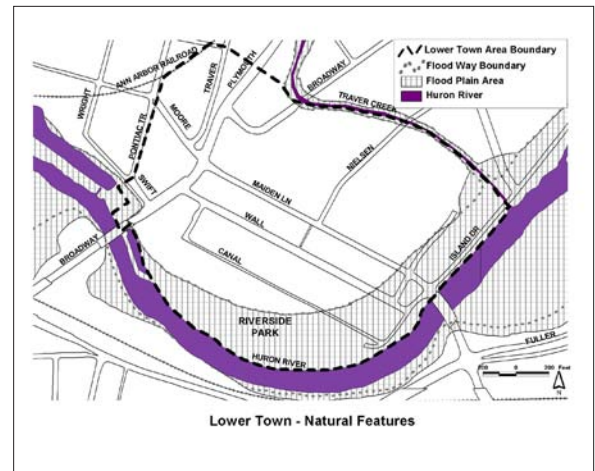 Lower Town Area Boundary
Flood Way Boundary
Flood Plain Area
Huron River
ANN ARBOR RAILROAD
WRIGHT
PONTIAC TR
MOORE
TRAVER
PLYMOUTH
BROADWAY
TRAVER CREEK
SWIFT
NIELSEN
MAIDEN LN
WALL
CANAL
BROADWAY
ISLAND DR
RIVERSIDE
PARK
HURON RIVER
FULLER
0 200 Feet
N
Lower Town - Natural Features